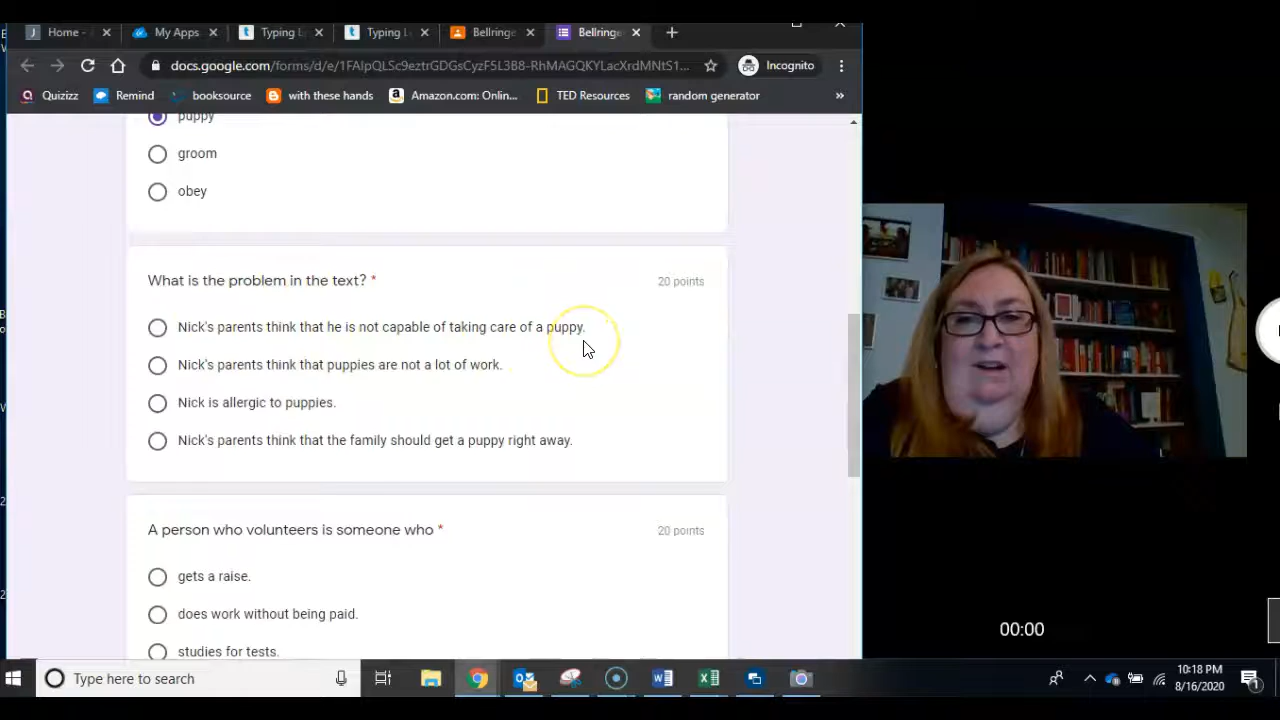 Home -
My Apps
Typing E
Typing L
Bellringe
Bellringe
docs.google.com/forms/d/e/1FAIpQLSc9eztrGDGsCyzF5L3B8-RhMAGQKYLacXrdMNtS1...
Incognito
Quizizz
Remind
booksource
with these hands
Amazon.com: Onlin...
TED Resources
random generator
»
puppy
groom
obey
What is the problem in the text? *
20 points
Nick's parents think that he is not capable of taking care of a puppy.
Nick's parents think that puppies are not a lot of work.
Nick is allergic to puppies.
Nick's parents think that the family should get a puppy right away.
A person who volunteers is someone who *
20 points
gets a raise.
does work without being paid.
studies for tests.
00:00
Type here to search
10:18 PM
8/16/2020